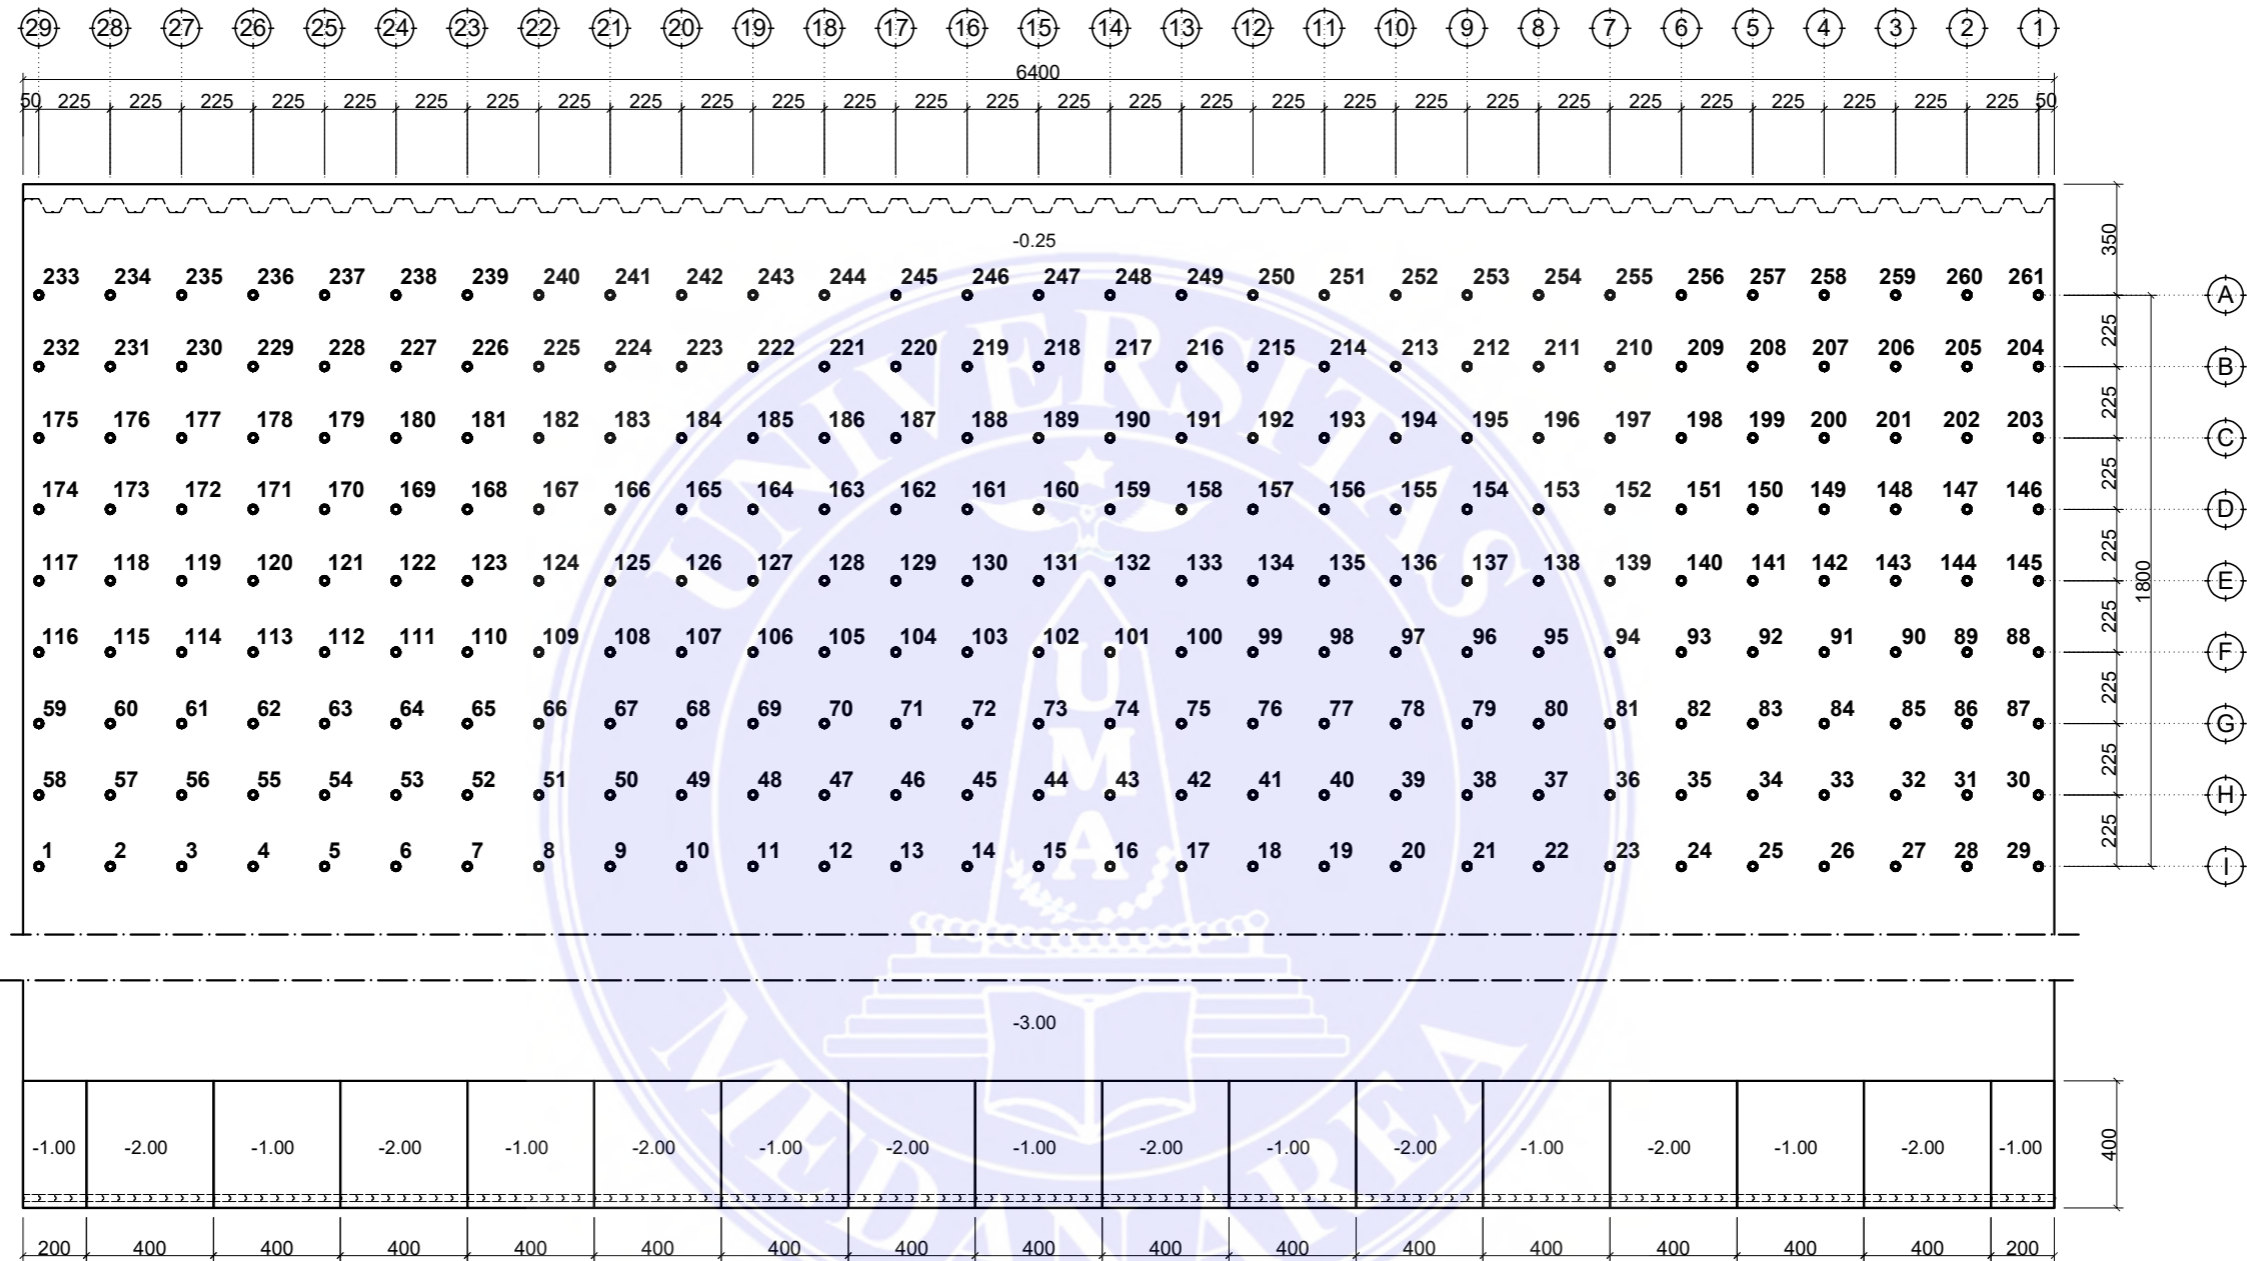 29 28 27 26 25 24 23 22 21 20 19 18 17 16 15 14 13 12 11 10 9 8 7 6 5 4 3 2 1
6400
50 225 225 225 225 225 225 225 225 225 225 225 225 225 225 225 225 225 225 225 225 225 225 225 225 225 225 225 225 50
350
-0.25
233 234 235 236 237 238 239 240 241 242 243 244 245 246 247 248 249 250 251 252 253 254 255 256 257 258 259 260 261 A
225
232 231 230 229 228 227 226 225 224 223 222 221 220 219 218 217 216 215 214 213 212 211 210 209 208 207 206 205 204 B
225
175 176 177 178 179 180 181 182 183 184 185 186 187 188 189 190 191 192 193 194 195 196 197 198 199 200 201 202 203 C
225
174 173 172 171 170 169 168 167 166 165 164 163 162 161 160 159 158 157 156 155 154 153 152 151 150 149 148 147 146 D
225
117 118 119 120 121 122 123 124 125 126 127 128 129 130 131 132 133 134 135 136 137 138 139 140 141 142 143 144 145 E
1800
225
116 115 114 113 112 111 110 109 108 107 106 105 104 103 102 101 100 99 98 97 96 95 94 93 92 91 90 89 88 F
225
59 60 61 62 63 64 65 66 67 68 69 70 71 72 73 74 75 76 77 78 79 80 81 82 83 84 85 86 87 G
225
58 57 56 55 54 53 52 51 50 49 48 47 46 45 44 43 42 41 40 39 38 37 36 35 34 33 32 31 30 H
225
1 2 3 4 5 6 7 8 9 10 11 12 13 14 15 16 17 18 19 20 21 22 23 24 25 26 27 28 29 I
-3.00
-1.00 -2.00 -1.00 -2.00 -1.00 -2.00 -1.00 -2.00 -1.00 -2.00 -1.00 -2.00 -1.00 -2.00 -1.00 -2.00 -1.00
400
200 400 400 400 400 400 400 400 400 400 400 400 400 400 400 400 200
UNIVERSITAS
UMA
MEDAN AREA